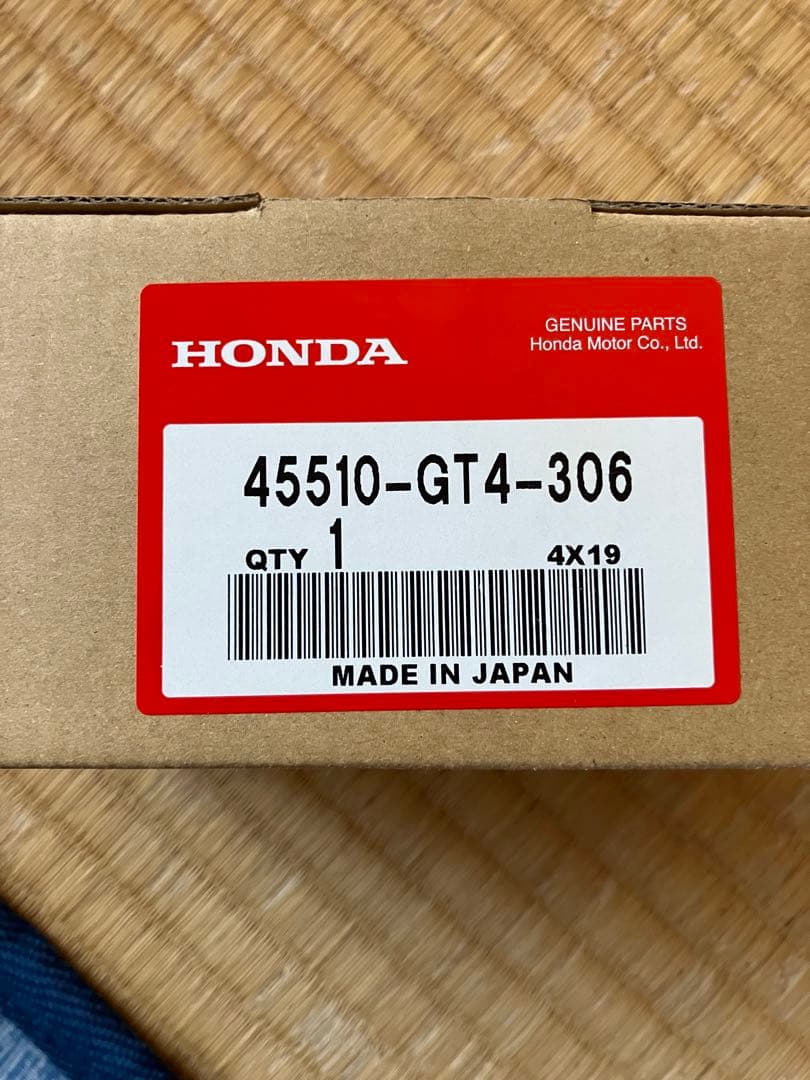 HONDA
GENUINE PARTS
Honda Motor Co., Ltd.
45510-GT4-306
QTY 1 4X19
MADE IN JAPAN